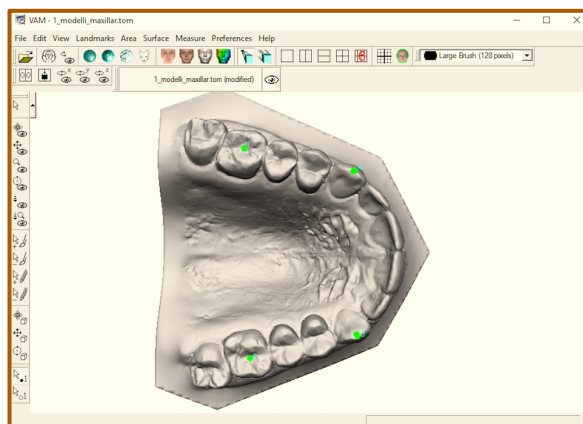 VAM - 1_modelli_maxillar.tom
File Edit View Landmarks Area Surface Measure Preferences Help
Large Brush (128 pixels)
1_modelli_maxillar.tom (modified)